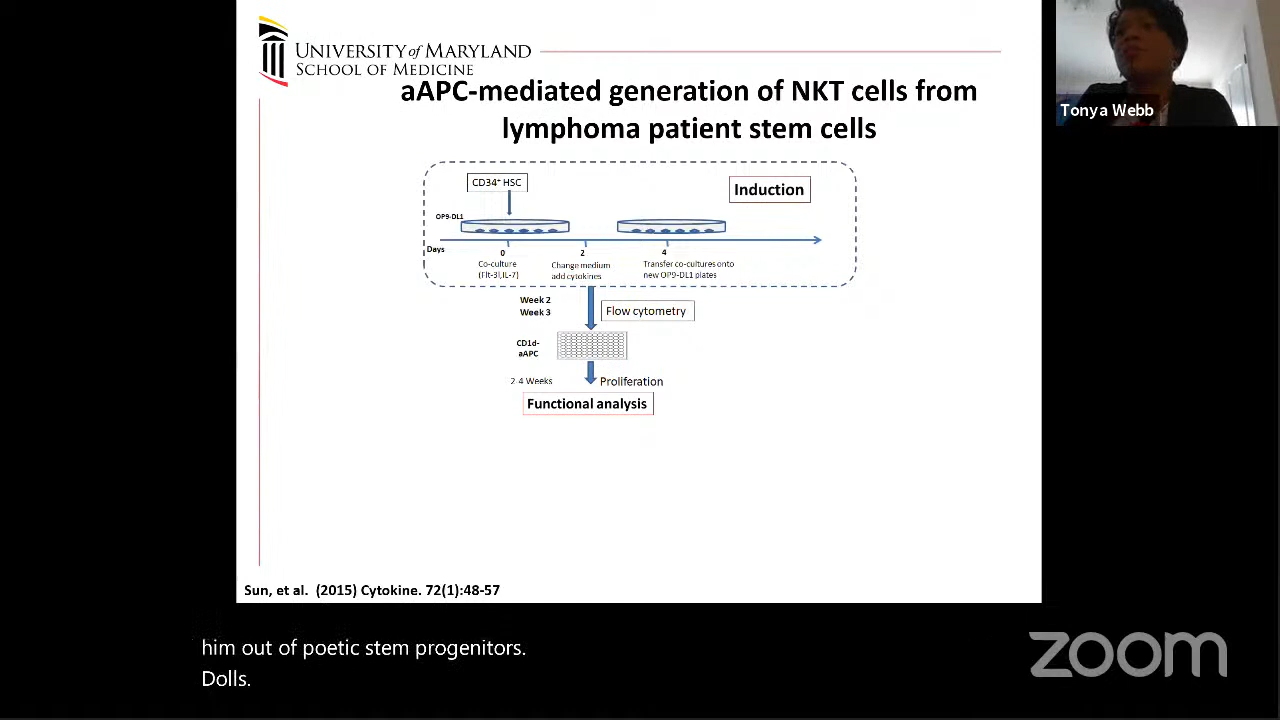 UNIVERSITY of MARYLAND
SCHOOL OF MEDICINE
aAPC-mediated generation of NKT cells from
lymphoma patient stem cells
Tonya Webb
CD34+ HSC
Induction
OP9-DL1
Days
0
2
4
Co-culture
(Flt-3l,IL-7)
Change medium
add cytokines
Transfer co-cultures onto
new OP9-DL1 plates
Week 2
Week 3
Flow cytometry
CD1d-
aAPC
2-4 Weeks
Proliferation
Functional analysis
Sun, et al. (2015) Cytokine. 72(1):48-57
him out of poetic stem progenitors.
Dolls.
zoom